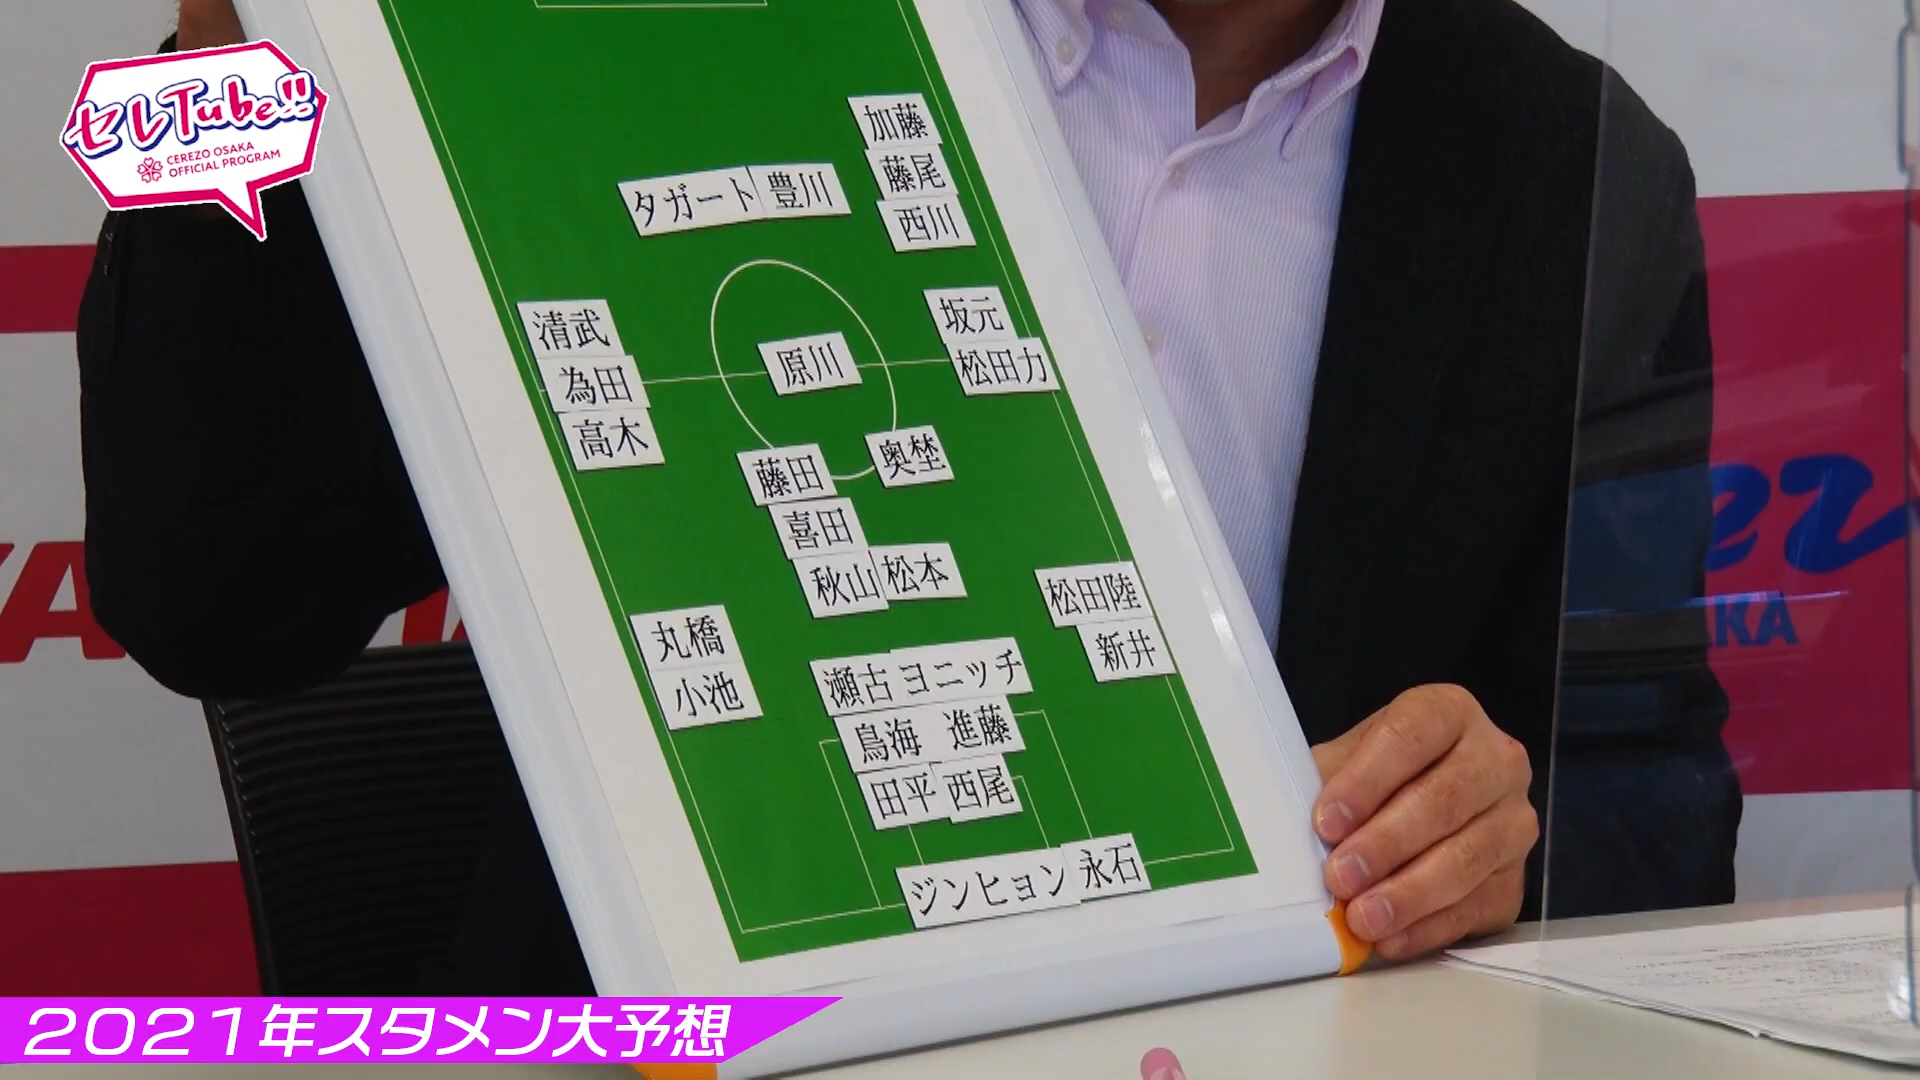 セレTube!!
CEREZO OSAKA
OFFICIAL PROGRAM
加藤
藤尾
西川
タガート 豊川
清武
為田
高木
原川
坂元
松田力
藤田
喜田
秋山 松本
奥埜
丸橋
小池
松田陸
新井
瀬古 ヨニッチ
鳥海 進藤
田平 西尾
ジンヒョン 永石
2021年スタメン大予想